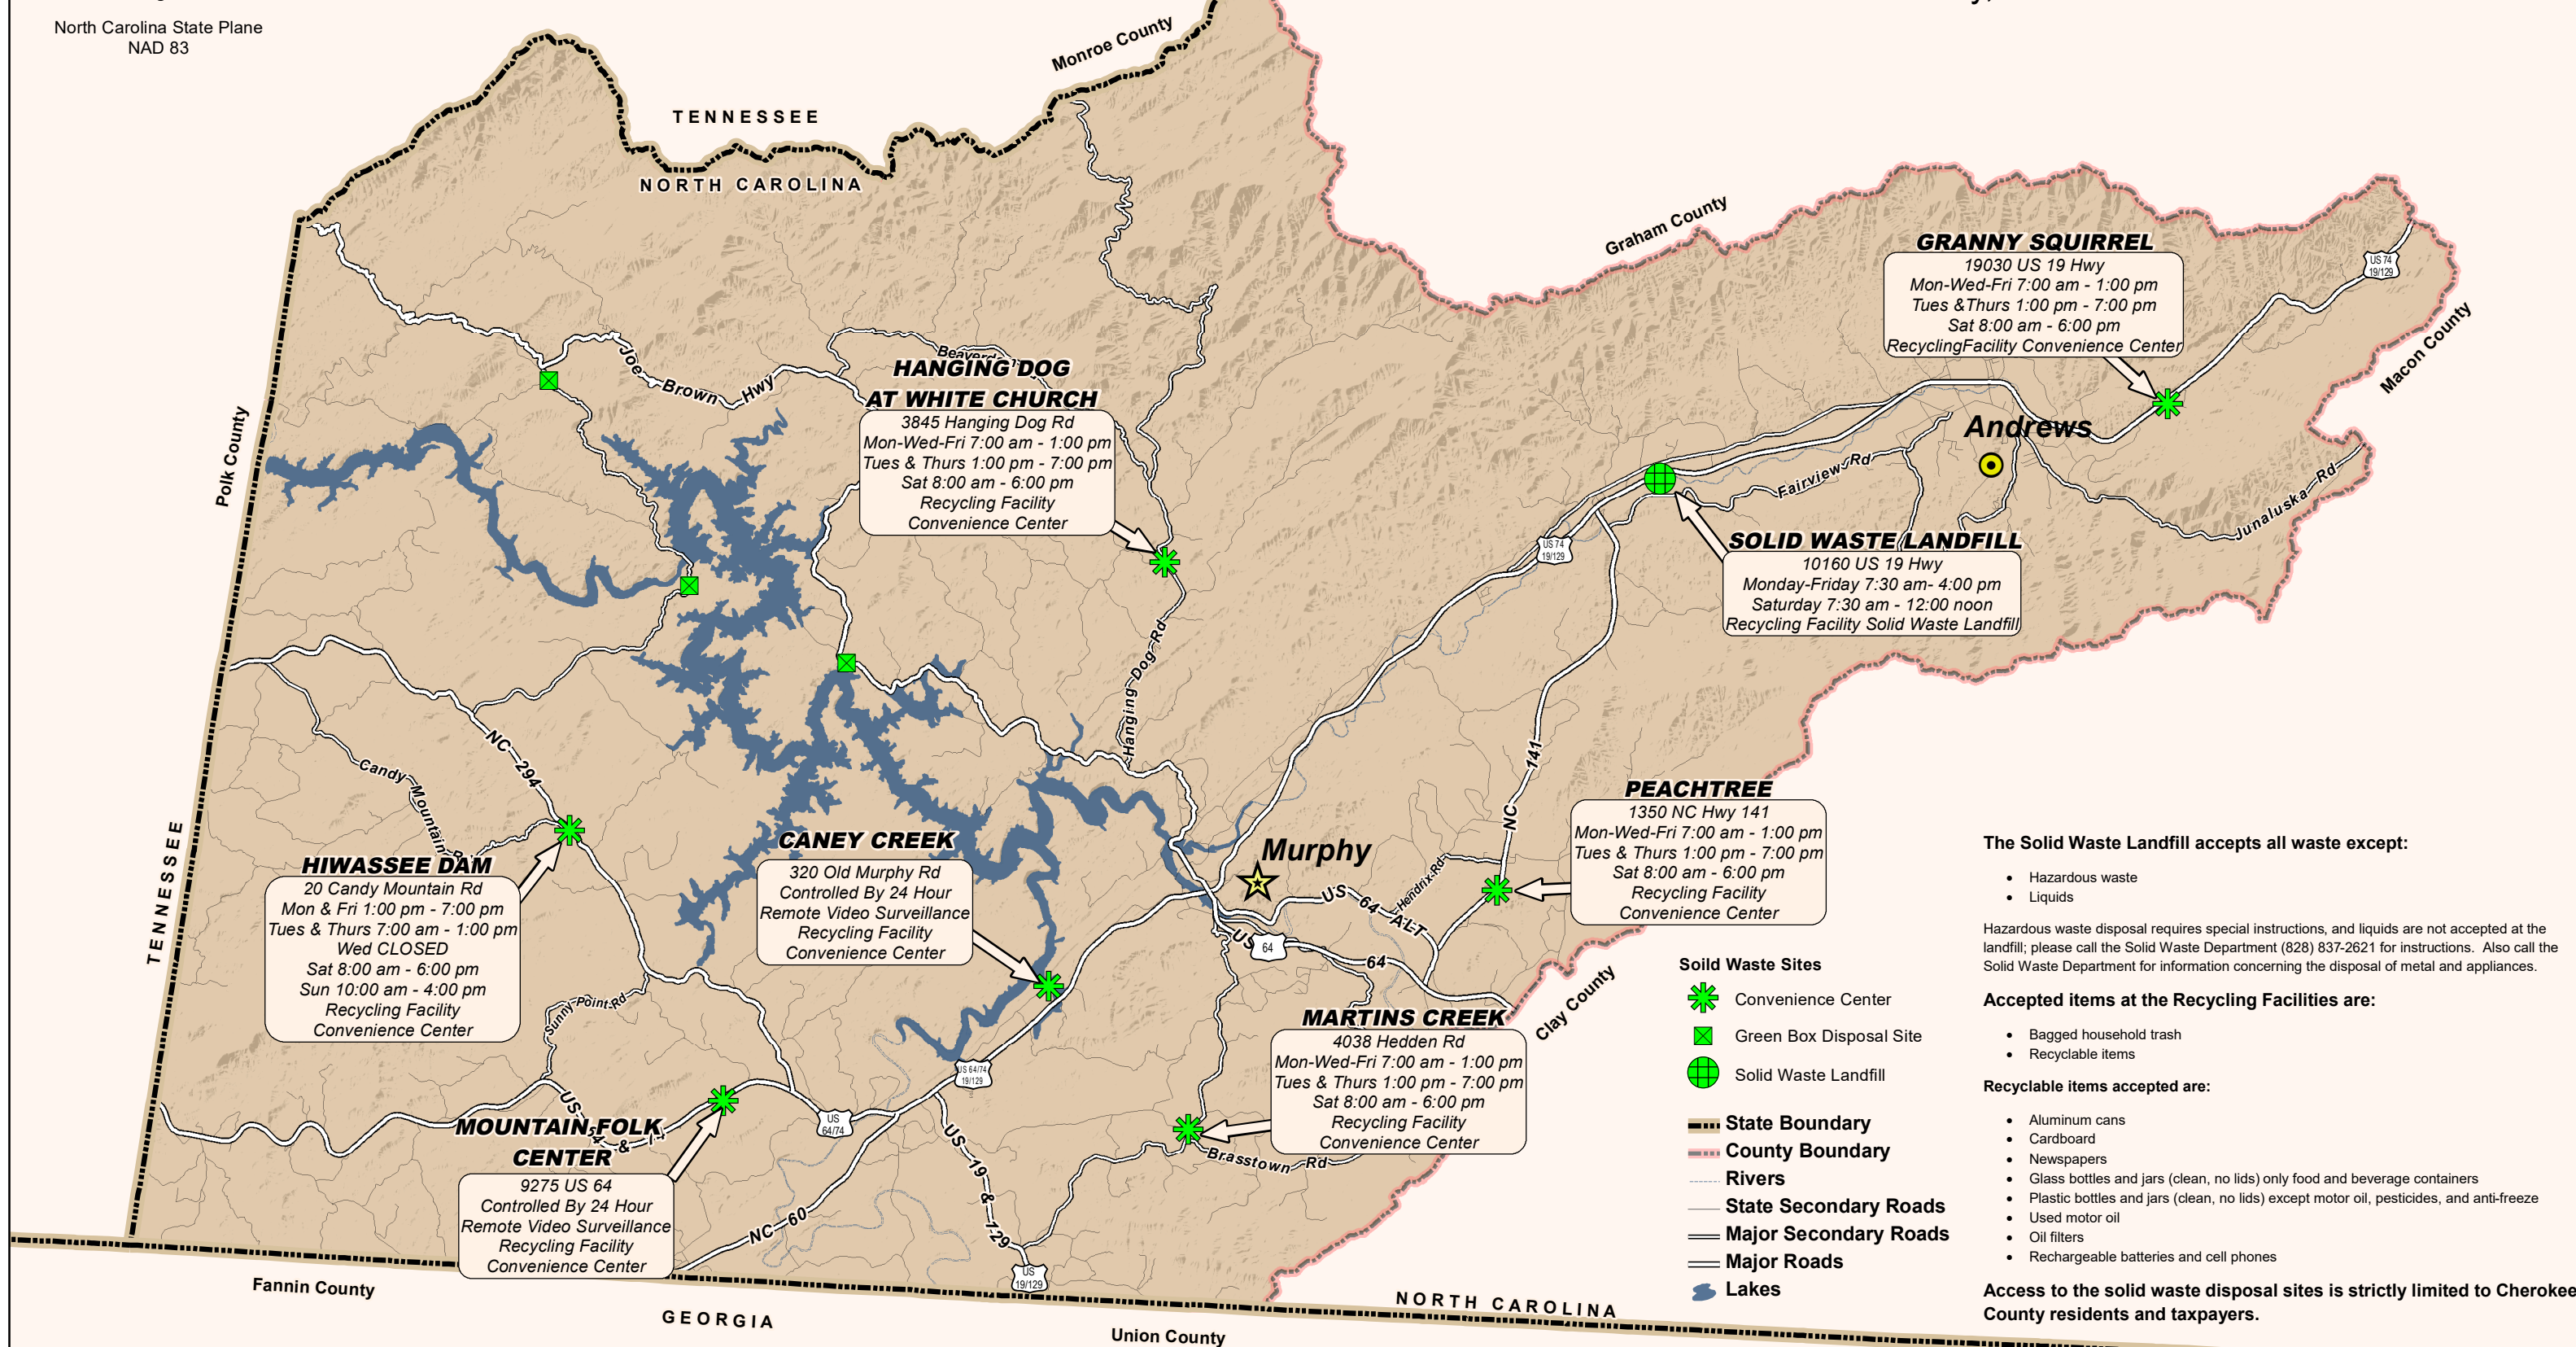 North Carolina State Plane
NAD 83
Monroe County
TENNESSEE
NORTH CAROLINA
Graham County
Macon County
Polk County
TENNESSEE
US 74
19/129
GRANNY SQUIRREL
19030 US 19 Hwy
Mon-Wed-Fri 7:00 am - 1:00 pm
Tues &Thurs 1:00 pm - 7:00 pm
Sat 8:00 am - 6:00 pm
RecyclingFacility Convenience Center
Joe Brown Hwy
HANGING DOG
AT WHITE CHURCH
3845 Hanging Dog Rd
Mon-Wed-Fri 7:00 am - 1:00 pm
Tues & Thurs 1:00 pm - 7:00 pm
Sat 8:00 am - 6:00 pm
Recycling Facility
Convenience Center
Andrews
Fairview Rd
Junaluska Rd
US 74
19/129
SOLID WASTE LANDFILL
10160 US 19 Hwy
Monday-Friday 7:30 am- 4:00 pm
Saturday 7:30 am - 12:00 noon
Recycling Facility Solid Waste Landfill
Hanging Dog Rd
NC 294
Candy Mountain
NC 141
PEACHTREE
1350 NC Hwy 141
Mon-Wed-Fri 7:00 am - 1:00 pm
Tues & Thurs 1:00 pm - 7:00 pm
Sat 8:00 am - 6:00 pm
Recycling Facility
Convenience Center
HIWASSEE DAM
20 Candy Mountain Rd
Mon & Fri 1:00 pm - 7:00 pm
Tues & Thurs 7:00 am - 1:00 pm
Wed CLOSED
Sat 8:00 am - 6:00 pm
Sun 10:00 am - 4:00 pm
Recycling Facility
Convenience Center
CANEY CREEK
320 Old Murphy Rd
Controlled By 24 Hour
Remote Video Surveillance
Recycling Facility
Convenience Center
Murphy
US 64 ALT
Hendrix Rd
US
64
64
Clay County
MARTINS CREEK
4038 Hedden Rd
Mon-Wed-Fri 7:00 am - 1:00 pm
Tues & Thurs 1:00 pm - 7:00 pm
Sat 8:00 am - 6:00 pm
Recycling Facility
Convenience Center
Brasstown Rd
Sunny Point Rd
US 64/74
19/129
US
64/74
US &
MOUNTAIN FOLK
CENTER
9275 US 64
Controlled By 24 Hour
Remote Video Surveillance
Recycling Facility
Convenience Center
NC 60
US 19 & 129
US
19/129
Fannin County
GEORGIA
Union County
NORTH CAROLINA
Soild Waste Sites
Convenience Center
Green Box Disposal Site
Solid Waste Landfill
State Boundary
County Boundary
Rivers
State Secondary Roads
Major Secondary Roads
Major Roads
Lakes
The Solid Waste Landfill accepts all waste except:
• Hazardous waste
• Liquids
Hazardous waste disposal requires special instructions, and liquids are not accepted at the
landfill; please call the Solid Waste Department (828) 837-2621 for instructions. Also call the
Solid Waste Department for information concerning the disposal of metal and appliances.
Accepted items at the Recycling Facilities are:
• Bagged household trash
• Recyclable items
Recyclable items accepted are:
• Aluminum cans
• Cardboard
• Newspapers
• Glass bottles and jars (clean, no lids) only food and beverage containers
• Plastic bottles and jars (clean, no lids) except motor oil, pesticides, and anti-freeze
• Used motor oil
• Oil filters
• Rechargeable batteries and cell phones
Access to the solid waste disposal sites is strictly limited to Cherokee
County residents and taxpayers.